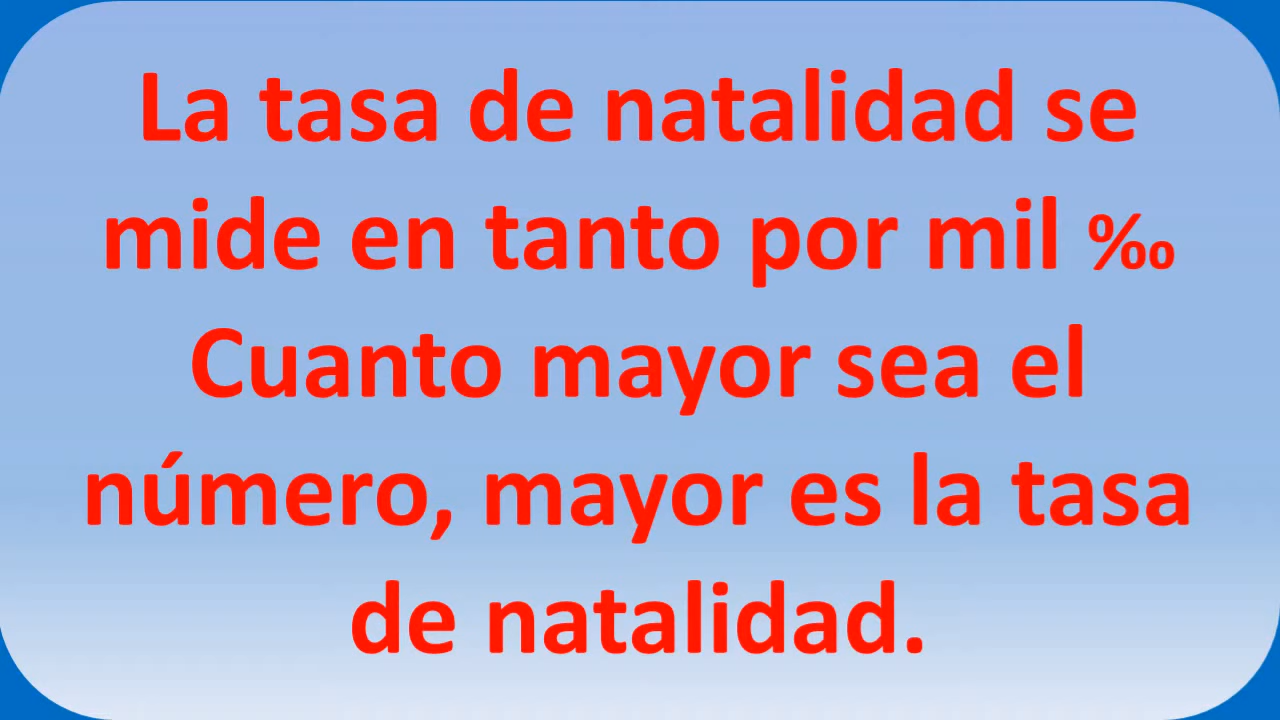 La tasa de natalidad se
mide en tanto por mil ‰
Cuanto mayor sea el
número, mayor es la tasa
de natalidad.